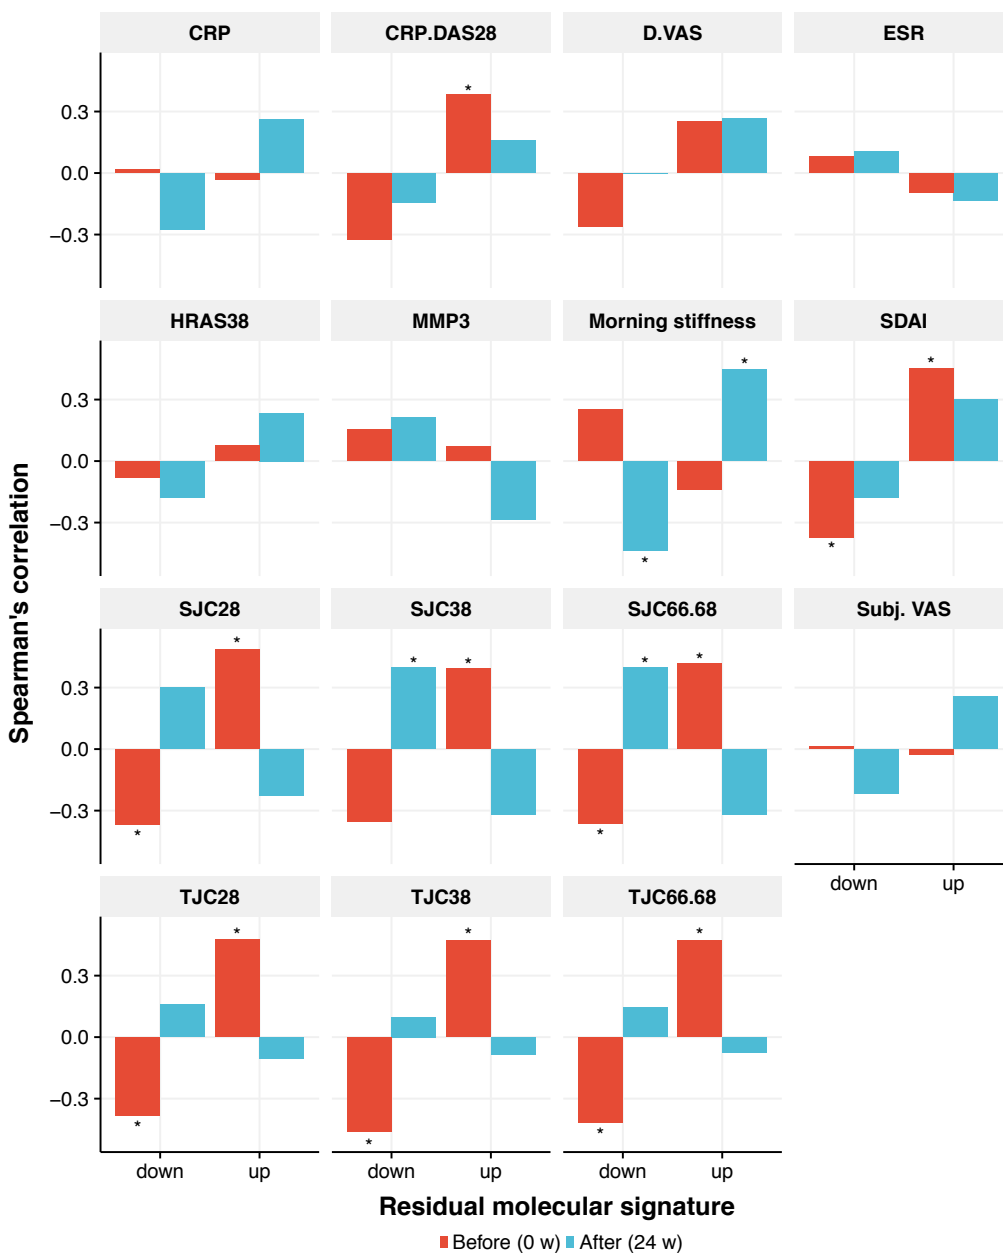 CRP CRP.DAS28 D.VAS ESR
0.3
*
0.0
−0.3
HRAS38 MMP3 Morning stiffness SDAI
* *
0.3
0.0
−0.3
* *
Spearman's correlation
SJC28 SJC38 SJC66.68 Subj. VAS
* * * * *
0.3
0.0
−0.3
* *
down up
TJC28 TJC38 TJC66.68
* * *
0.3
0.0
−0.3
* * *
down up down up down up
Residual molecular signature
Before (0 w) After (24 w)